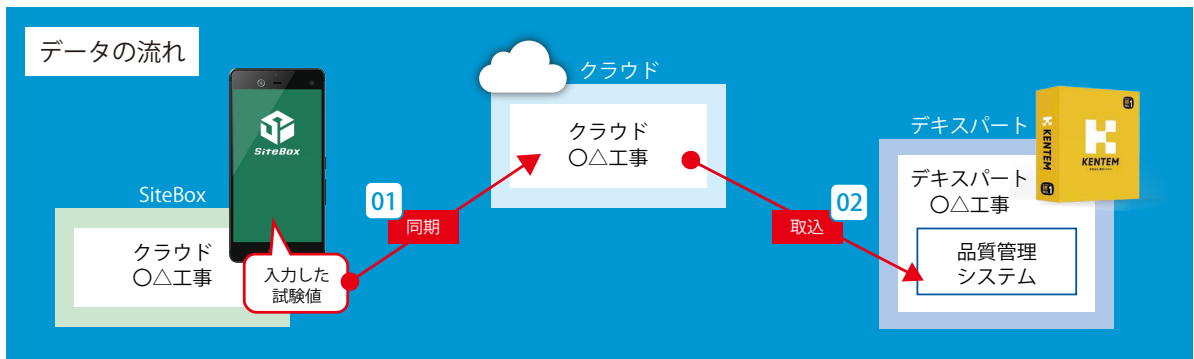 データの流れ
SiteBox
SiteBox
クラウド
〇△工事
入力した
試験値
01
同期
クラウド
クラウド
〇△工事
02
取込
デキスパート
デキスパート
〇△工事
品質管理
システム
KENTEM
KENTEM